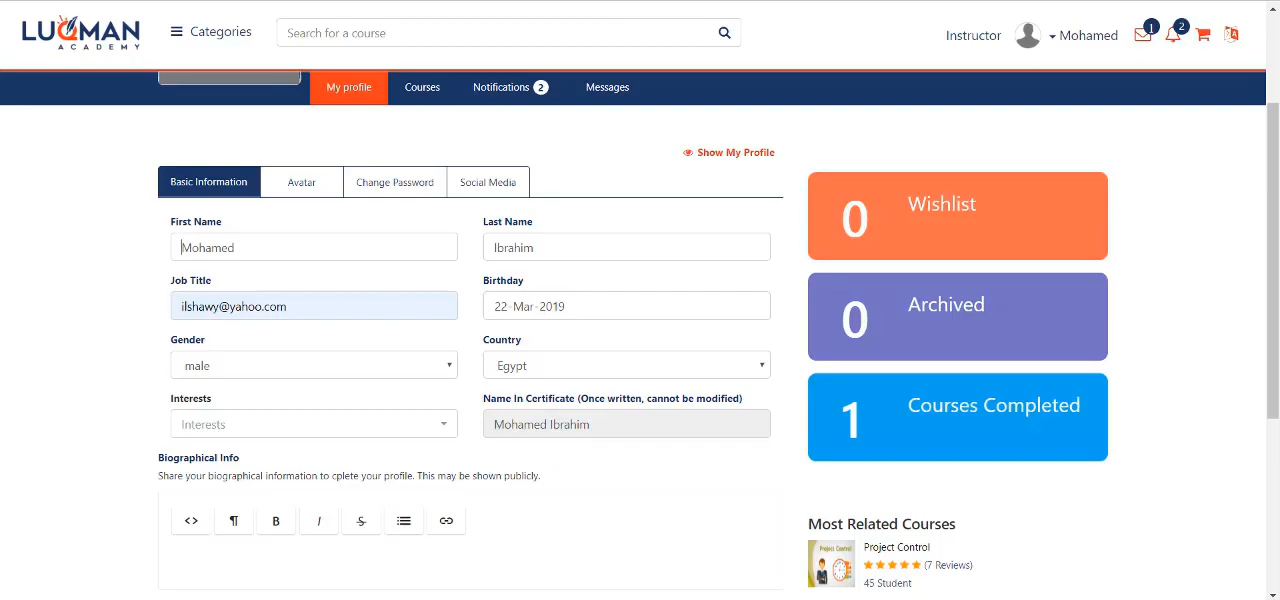 LUQMAN
ACADEMY
Categories
Search for a course
Instructor
Mohamed
1
2
My profile
Courses
Notifications 2
Messages
Show My Profile
Basic Information
Avatar
Change Password
Social Media
First Name
Last Name
Mohamed
Ibrahim
Job Title
Birthday
ilshawy@yahoo.com
22-Mar-2019
Gender
Country
male
Egypt
Interests
Name In Certificate (Once written, cannot be modified)
Interests
Mohamed Ibrahim
Biographical Info
Share your biographical information to cplete your profile. This may be shown publicly.
0 Wishlist
0 Archived
1 Courses Completed
Most Related Courses
Project Control
Project Control
(7 Reviews)
45 Student